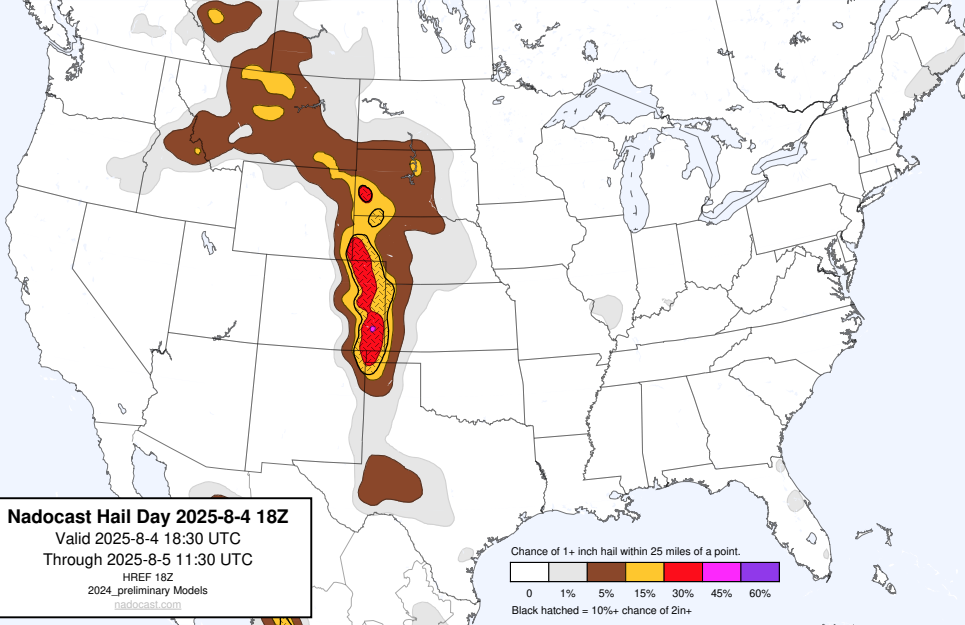 Nadocast Hail Day 2025-8-4 18Z
Valid 2025-8-4 18:30 UTC
Through 2025-8-5 11:30 UTC
HREF 18Z
2024_preliminary Models
nadocast.com
Chance of 1+ inch hail within 25 miles of a point.
0 1% 5% 15% 30% 45% 60%
Black hatched = 10%+ chance of 2in+